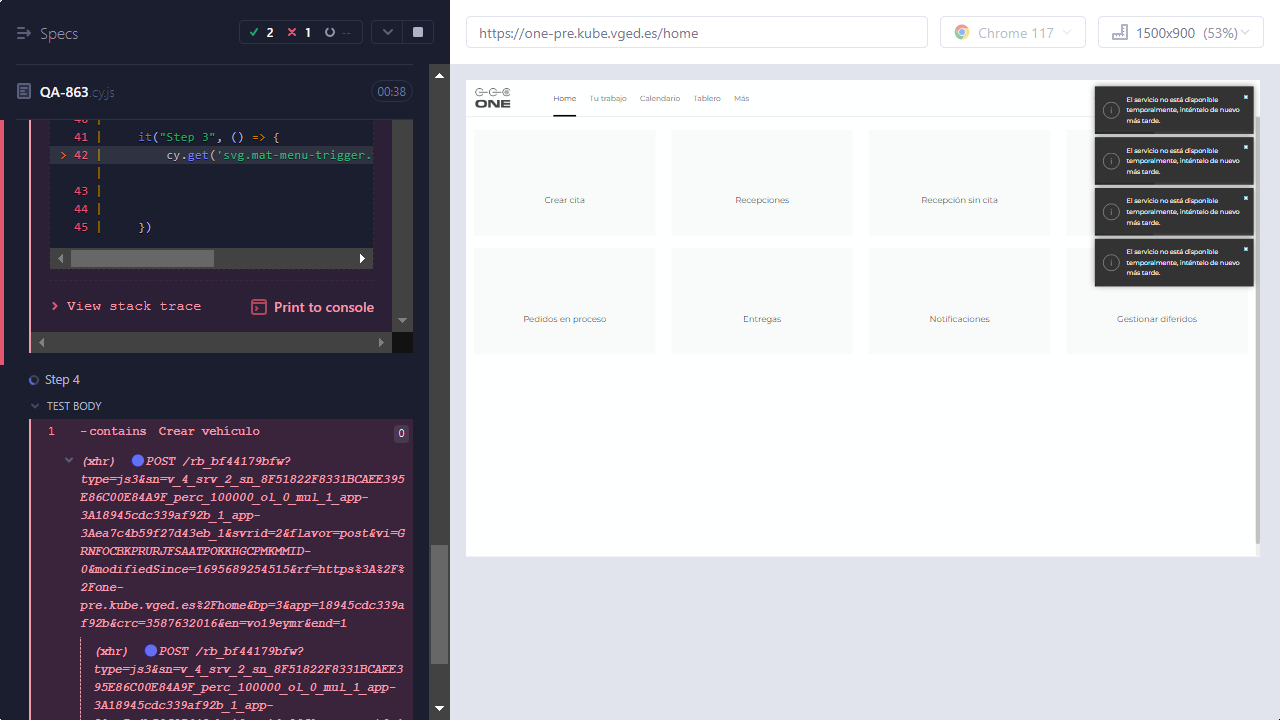 Specs
2 1 --
QA-863.cy.js
00:38
41 | it("Step 3", () => {
> 42 | cy.get('svg.mat-menu-trigger.
|
43 |
44 |
45 | })
View stack trace
Print to console
Step 4
TEST BODY
1 -contains Crear vehículo 0
(xhr) POST /rb_bf44179bfw?
type=js3&sn=v_4_srv_2_sn_8F51822F8331BCAEE395
E86C00E84A9F_perc_100000_ol_0_mul_1_app-
3A18945cdc339af92b_1_app-
3Aea7c4b59f27d43eb_1&svrid=2&flavor=post&vi=G
RNFOCBKPRURJFSAATPOKKHGCPMKMMID-
0&modifiedSince=1695689254515&rf=https%3A%2F%
2Fone-
pre.kube.vged.es%2Fhome&bp=3&app=18945cdc339a
f92b&crc=3587632016&en=vo19eymr&end=1
(xhr) POST /rb_bf44179bfw?
type=js3&sn=v_4_srv_2_sn_8F51822F8331BCAEE3
95E86C00E84A9F_perc_100000_ol_0_mul_1_app-
3A18945cdc339af92b_1_app-
https://one-pre.kube.vged.es/home
Chrome 117
1500x900 (53%)
ONE
Home Tu trabajo Calendario Tablero Más
El servicio no está disponible
temporalmente, inténtelo de nuevo
más tarde.
El servicio no está disponible
temporalmente, inténtelo de nuevo
más tarde.
El servicio no está disponible
temporalmente, inténtelo de nuevo
más tarde.
El servicio no está disponible
temporalmente, inténtelo de nuevo
más tarde.
Crear cita
Recepciones
Recepción sin cita
Pedidos en proceso
Entregas
Notificaciones
Gestionar diferidos